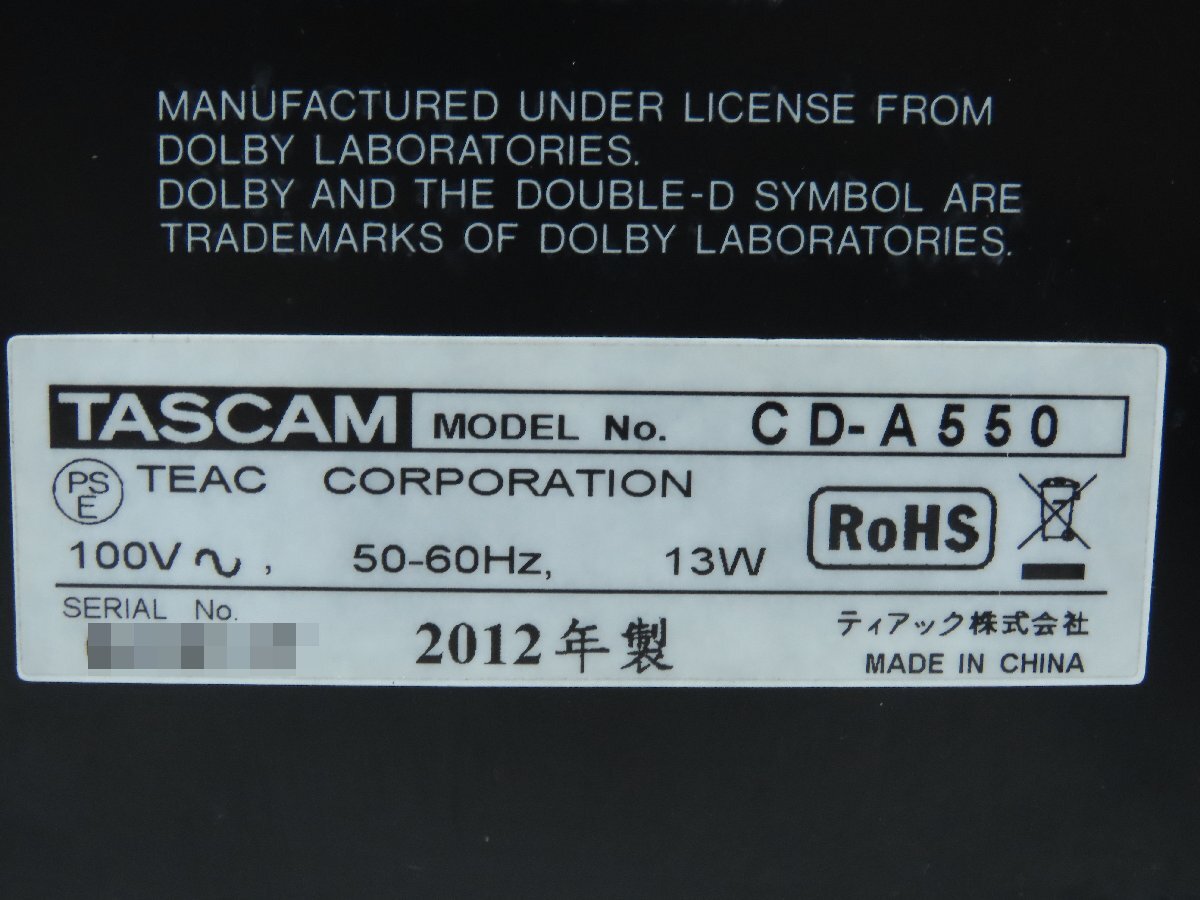 MANUFACTURED UNDER LICENSE FROM
DOLBY LABORATORIES.
DOLBY AND THE DOUBLE-D SYMBOL ARE
TRADEMARKS OF DOLBY LABORATORIES.
TASCAM MODEL No. CD-A550
PSE TEAC CORPORATION
RoHS
100V～, 50-60Hz, 13W
SERIAL No.
2012年製
ティアック株式会社
MADE IN CHINA